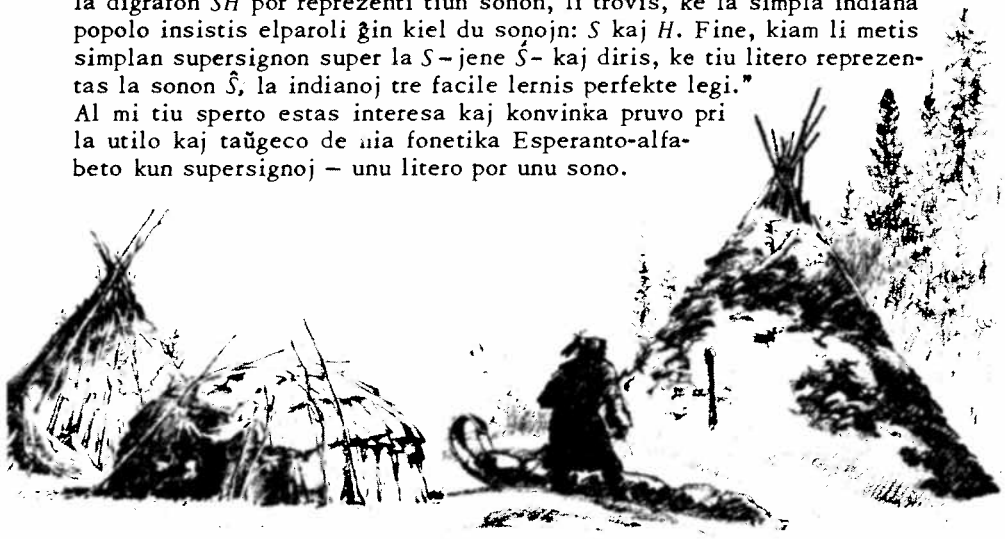 la digrafon SH por reprezenti tiun sonon, li trovis, ke la simpla indiana
popolo insistis elparoli ĝin kiel du sonojn: S kaj H. Fine, kiam li metis
simplan supersignon super la S – jene Ś – kaj diris, ke tiu litero reprezen-
tas la sonon Ŝ, la indianoj tre facile lernis perfekte legi."
Al mi tiu sperto estas interesa kaj konvinka pruvo pri
la utilo kaj taŭgeco de nia fonetika Esperanto-alfa-
beto kun supersignoj – unu litero por unu sono.